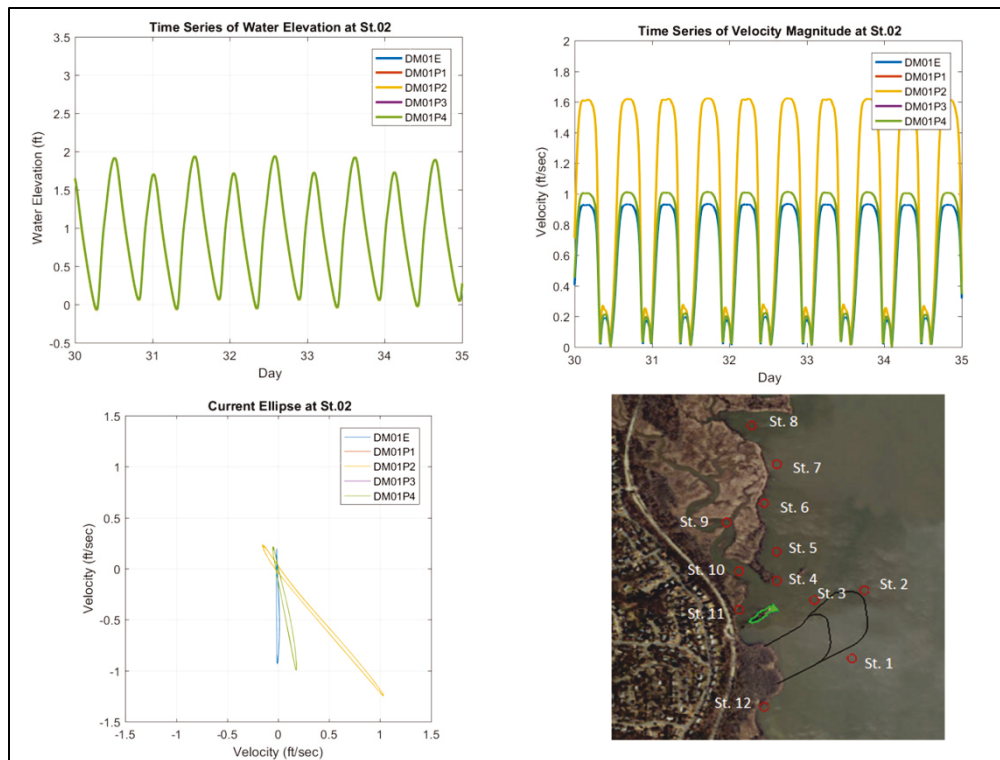 Time Series of Water Elevation at St.02
3.5
3
2.5
2
1.5
1
0.5
0
-0.5
Water Elevation (ft)
DM01E
DM01P1
DM01P2
DM01P3
DM01P4
30
31
32
33
34
35
Day
Time Series of Velocity Magnitude at St.02
2
1.8
1.6
1.4
1.2
1
0.8
0.6
0.4
0.2
0
Velocity (ft/sec)
DM01E
DM01P1
DM01P2
DM01P3
DM01P4
30
31
32
33
34
35
Day
Current Ellipse at St.02
1.5
1
0.5
0
-0.5
-1
-1.5
Velocity (ft/sec)
DM01E
DM01P1
DM01P2
DM01P3
DM01P4
-1.5
-1
-0.5
0
0.5
1
1.5
Velocity (ft/sec)
St. 8
St. 7
St. 6
St. 9
St. 5
St. 10
St. 4
St. 2
St. 3
St. 11
St. 1
St. 12